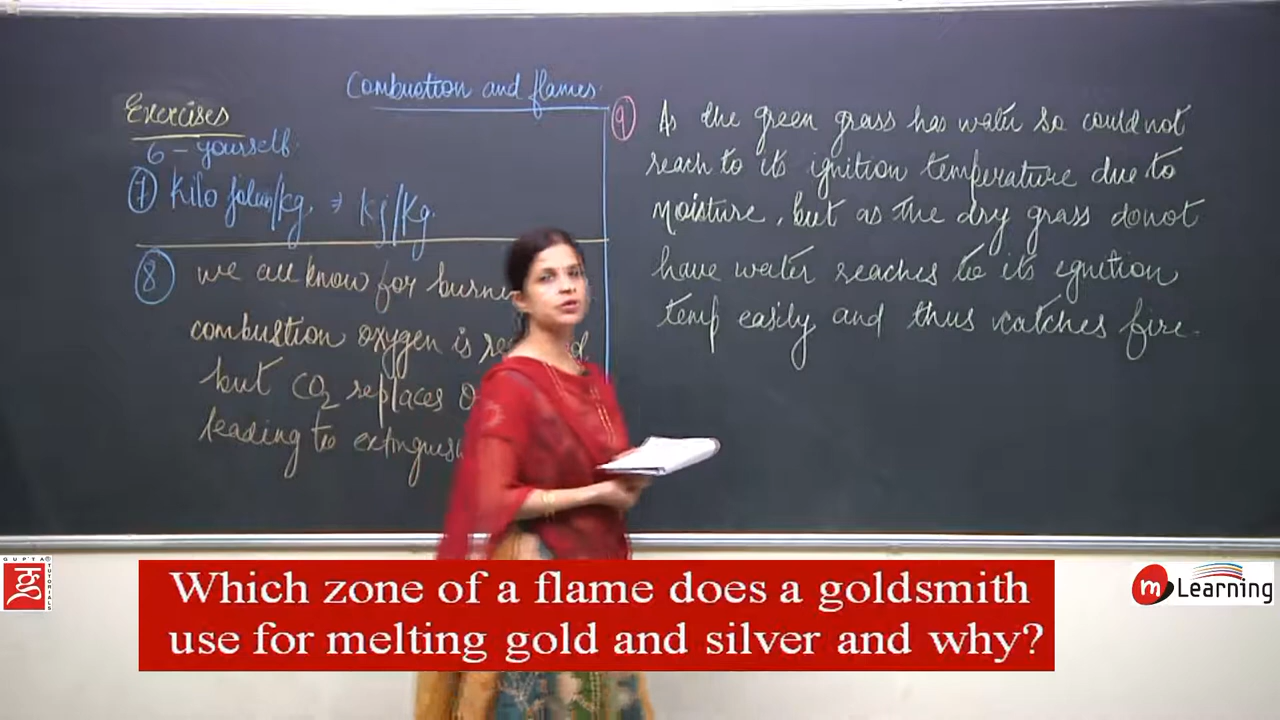 Combustion and flames.
Exercises
6 - yourself.
7 Kilo /kg. ⇒ Kj/Kg.
8 we all know for
combustion oxygen is
but CO2 replaces
leading to
9 As the green grass has water so could not
reach to its ignition temperature due to
moisture, but as the dry grass donot
have water reaches to its egnition
temp easily and thus catches fire.
GUPTA
TUTORIALS
m Learning
Which zone of a flame does a goldsmith
use for melting gold and silver and why?